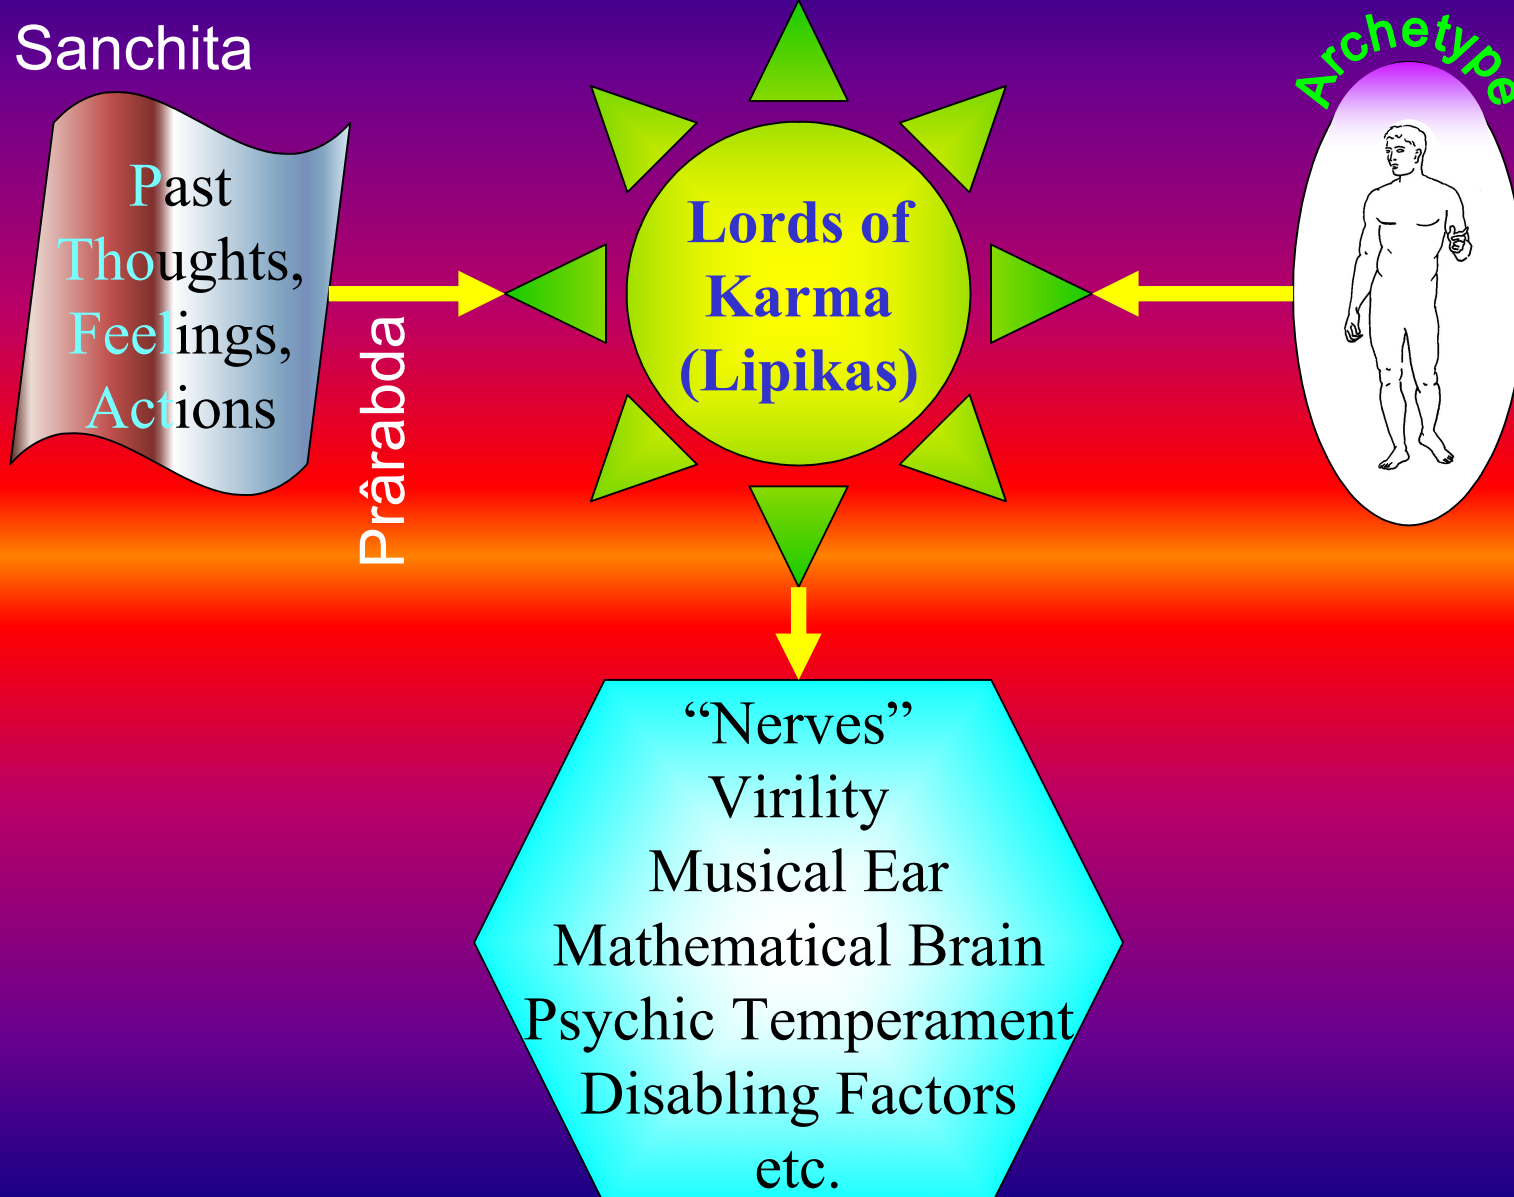 Sanchita
Past
Thoughts,
Feelings,
Actions
Prârabda
Lords of
Karma
(Lipikas)
Archetype
“Nerves”
Virility
Musical Ear
Mathematical Brain
Psychic Temperament
Disabling Factors
etc.